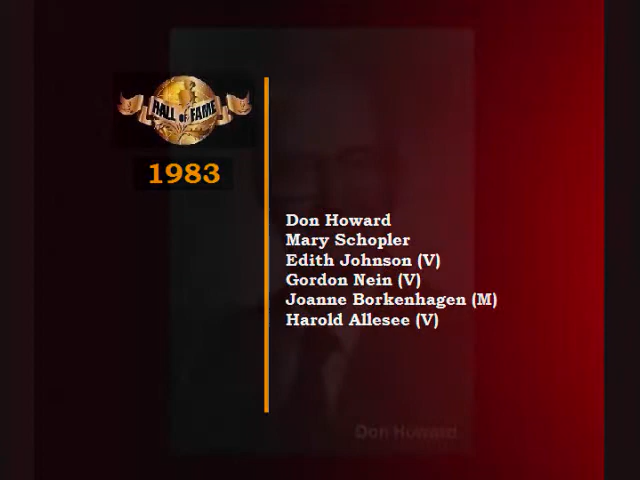 HALL OF FAME
1983
Don Howard
Mary Schopler
Edith Johnson (V)
Gordon Nein (V)
Joanne Borkenhagen (M)
Harold Allesee (V)
Don Howard